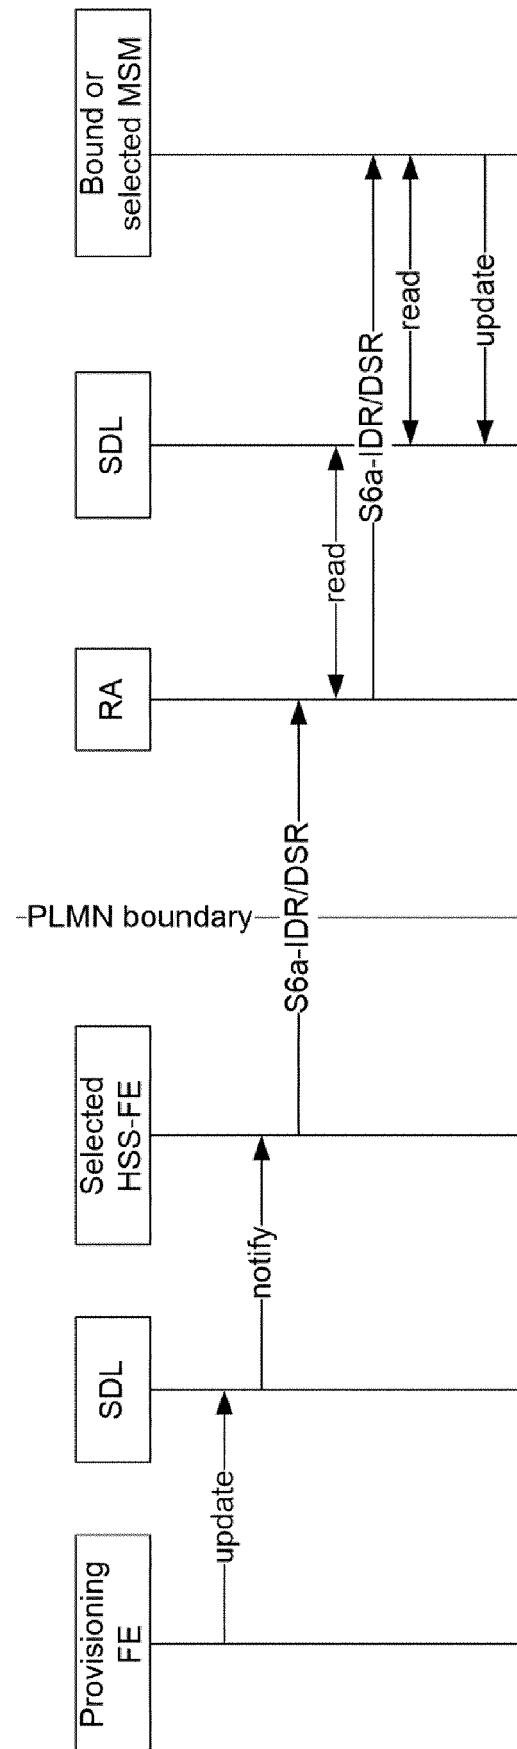 Provisioning
FE
SDL
Selected
HSS-FE
PLMN boundary
RA
SDL
Bound or
selected MSM
update
notify
S6a-IDR/DSR
read
S6a-IDR/DSR
read
update